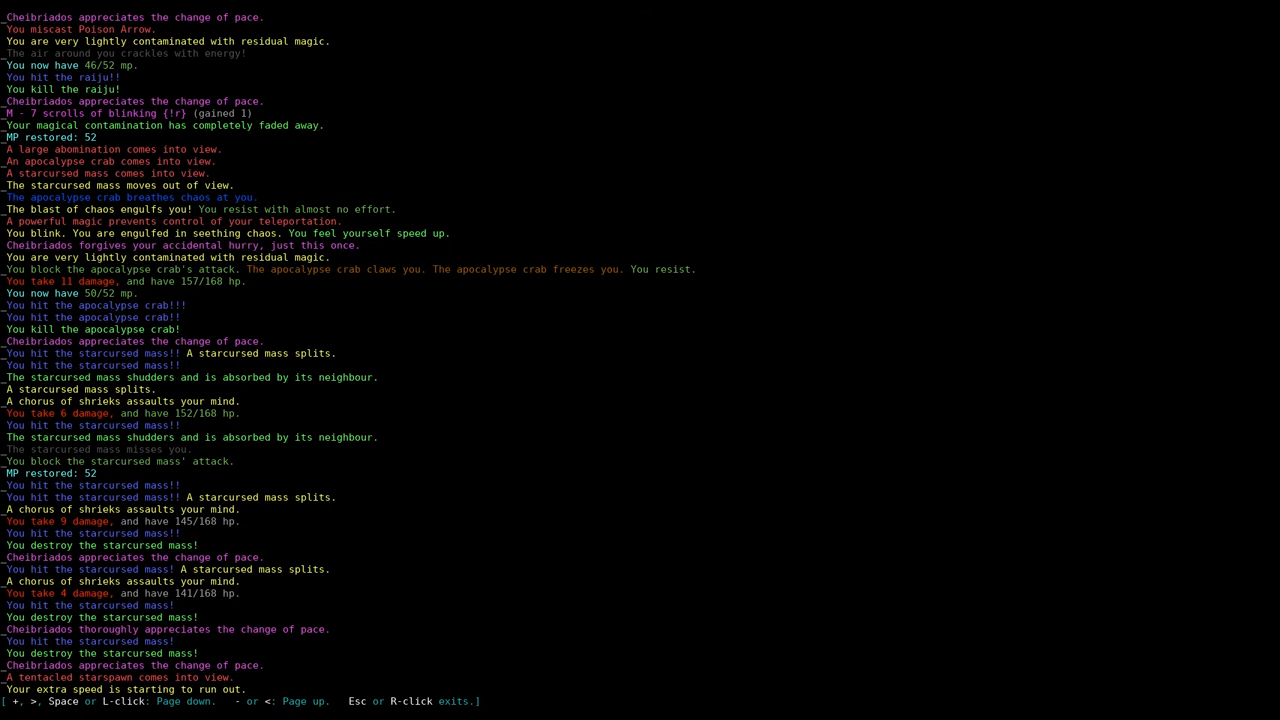 _Cheibriados appreciates the change of pace.
You miscast Poison Arrow.
You are very lightly contaminated with residual magic.
_The air around you crackles with energy!
You now have 46/52 mp.
You hit the raiju!!
You kill the raiju!
_Cheibriados appreciates the change of pace.
_M - 7 scrolls of blinking {!r} (gained 1)
_Your magical contamination has completely faded away.
_MP restored: 52
A large abomination comes into view.
_An apocalypse crab comes into view.
A starcursed mass comes into view.
_The starcursed mass moves out of view.
The apocalypse crab breathes chaos at you.
_The blast of chaos engulfs you! You resist with almost no effort.
A powerful magic prevents control of your teleportation.
You blink. You are engulfed in seething chaos. You feel yourself speed up.
Cheibriados forgives your accidental hurry, just this once.
You are very lightly contaminated with residual magic.
_You block the apocalypse crab's attack. The apocalypse crab claws you. The apocalypse crab freezes you. You resist.
You take 11 damage, and have 157/168 hp.
You now have 50/52 mp.
_You hit the apocalypse crab!!!
You hit the apocalypse crab!!
You kill the apocalypse crab!
_Cheibriados appreciates the change of pace.
_You hit the starcursed mass!! A starcursed mass splits.
You hit the starcursed mass!!
_The starcursed mass shudders and is absorbed by its neighbour.
A starcursed mass splits.
_A chorus of shrieks assaults your mind.
You take 6 damage, and have 152/168 hp.
You hit the starcursed mass!!
The starcursed mass shudders and is absorbed by its neighbour.
_The starcursed mass misses you.
_You block the starcursed mass' attack.
MP restored: 52
_You hit the starcursed mass!!
You hit the starcursed mass!! A starcursed mass splits.
_A chorus of shrieks assaults your mind.
You take 9 damage, and have 145/168 hp.
You hit the starcursed mass!!
You destroy the starcursed mass!
_Cheibriados appreciates the change of pace.
You hit the starcursed mass! A starcursed mass splits.
_A chorus of shrieks assaults your mind.
You take 4 damage, and have 141/168 hp.
You hit the starcursed mass!
You destroy the starcursed mass!
_Cheibriados thoroughly appreciates the change of pace.
You hit the starcursed mass!
You destroy the starcursed mass!
_Cheibriados appreciates the change of pace.
_A tentacled starspawn comes into view.
Your extra speed is starting to run out.
[ +, >, Space or L-click: Page down.   - or <: Page up.   Esc or R-click exits.]